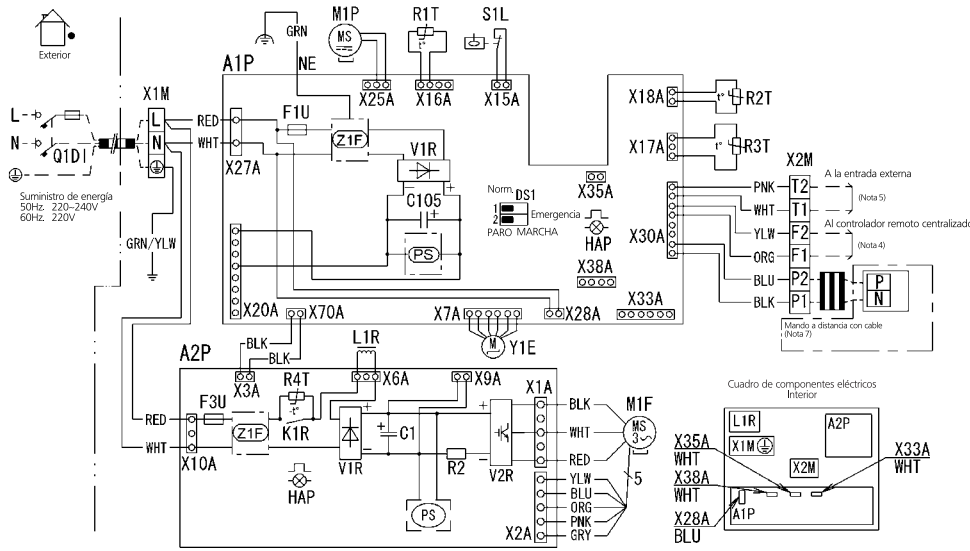 Exterior
L
N
Q1DI
Suministro de energía
50Hz. 220~240V
60Hz. 220V
X1M
L
N
RED
WHT
GRN/YLW
GRN
NE
A1P
X27A
F1U
Z1F
V1R
C105
PS
M1P
MS
X25A
R1T
t°
X16A
S1L
X15A
X18A
t°
R2T
X17A
t°
R3T
X35A
Norm.
DS1
1
2
Emergencia
PARO MARCHA
HAP
X38A
X30A
X33A
X2M
PNK
T2
WHT
T1
YLW
F2
ORG
F1
BLU
P2
BLK
P1
A la entrada externa
(Nota 5)
Al controlador remoto centralizado
(Nota 4)
P
N
Mando a distancia con cable
(Nota 7)
X20A
X70A
X7A
X28A
M
Y1E
BLK
BLK
A2P
X3A
L1R
X6A
X9A
X1A
R4T
t°
F3U
Z1F
K1R
RED
WHT
X10A
V1R
C1
R2
V2R
HAP
PS
BLK
WHT
RED
M1F
MS
3~
5
YLW
BLU
ORG
PNK
GRY
X2A
Cuadro de componentes eléctricos
Interior
L1R
A2P
X1M
X2M
X35A
WHT
X38A
WHT
X28A
BLU
A1P
X33A
WHT